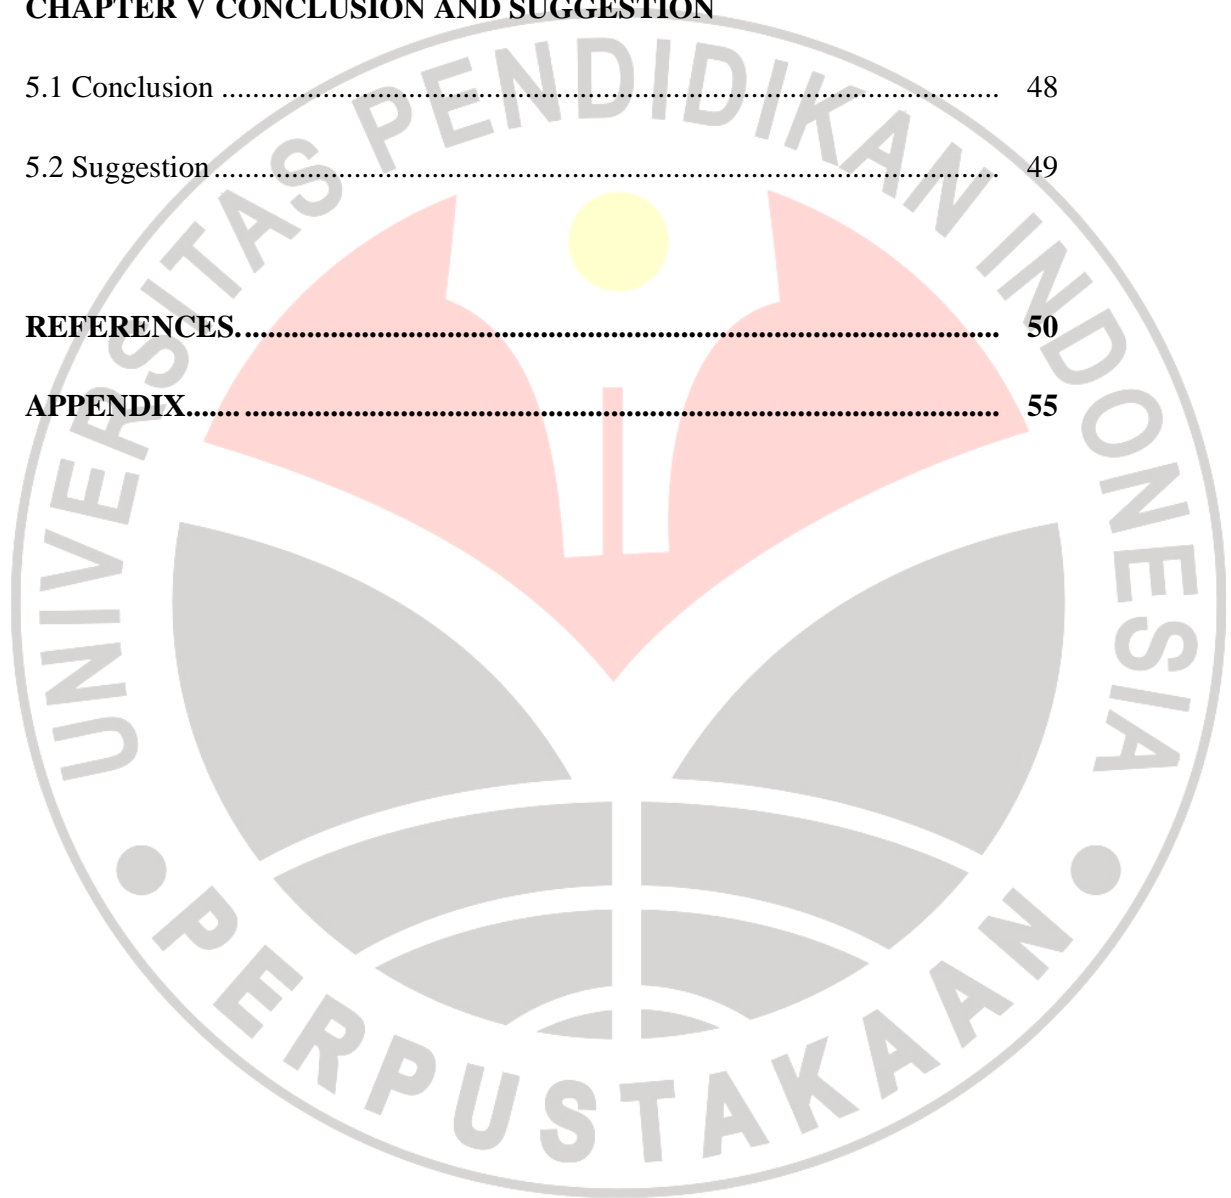 CHAPTER V CONCLUSION AND SUGGESTION
5.1 Conclusion .................................................................................................... 48
5.2 Suggestion ..................................................................................................... 49
REFERENCES. ................................................................................................. 50
APPENDIX....... ................................................................................................. 55
UNIVERSITAS PENDIDIKAN INDONESIA
PERPUSTAKAAN